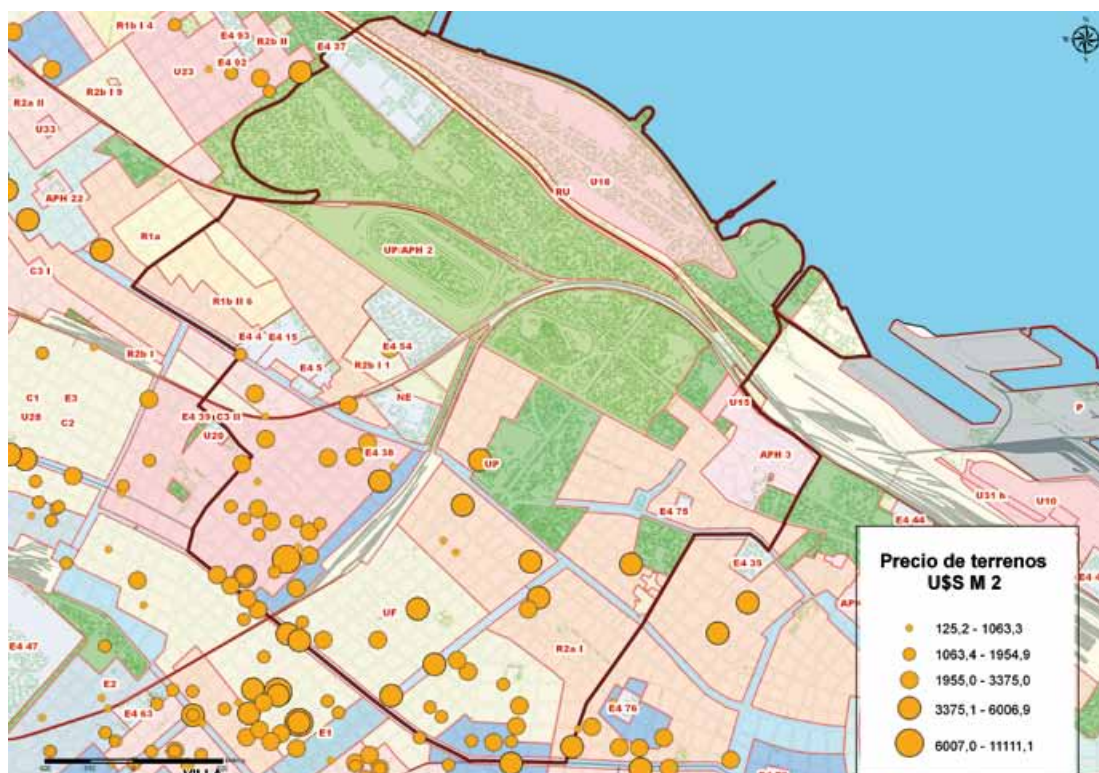 R1b I 4
E4 93
R2b II
E4 37
E4 92
U23
R2b I 9
R2a II
U33
APH 22
R1a
C3 I
RU
U16
UP/APH 2
R1b II 6
R2b I
E4 4
E4 15
E4 5
E4 54
R2b I 1
NE
C1
E3
U28
C2
E4 39
C3 II
U20
E4 38
UP
U15
APH 3
P
U31 h
U10
E4 75
E4 44
E4 35
UF
R2a I
E4 47
E2
E4 63
E1
E4 76
VILLA
Precio de terrenos
U$S M 2
125,2 - 1063,3
1063,4 - 1954,9
1955,0 - 3375,0
3375,1 - 6006,9
6007,0 - 11111,1